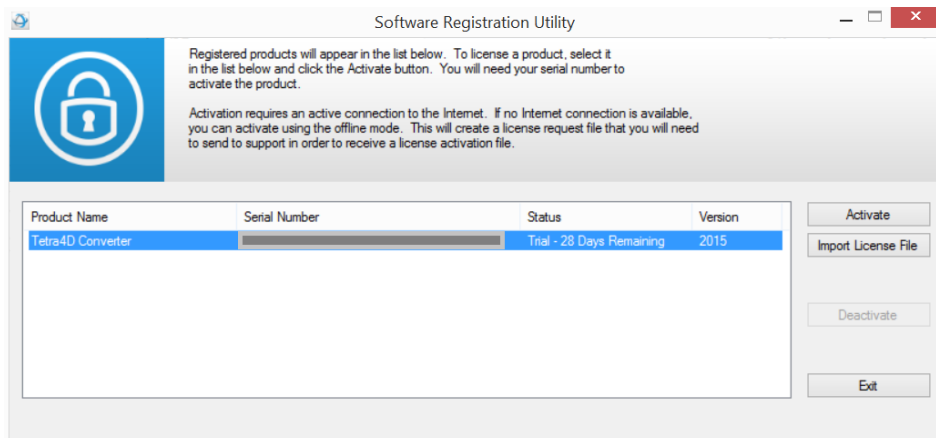 Software Registration Utility
Registered products will appear in the list below.  To license a product, select it
in the list below and click the Activate button.  You will need your serial number to
activate the product.
Activation requires an active connection to the Internet.  If no Internet connection is available,
you can activate using the offline mode.  This will create a license request file that you will need
to send to support in order to receive a license activation file.
Product Name Serial Number Status Version
Tetra4D Converter Trial - 28 Days Remaining 2015
Activate
Import License File
Deactivate
Exit